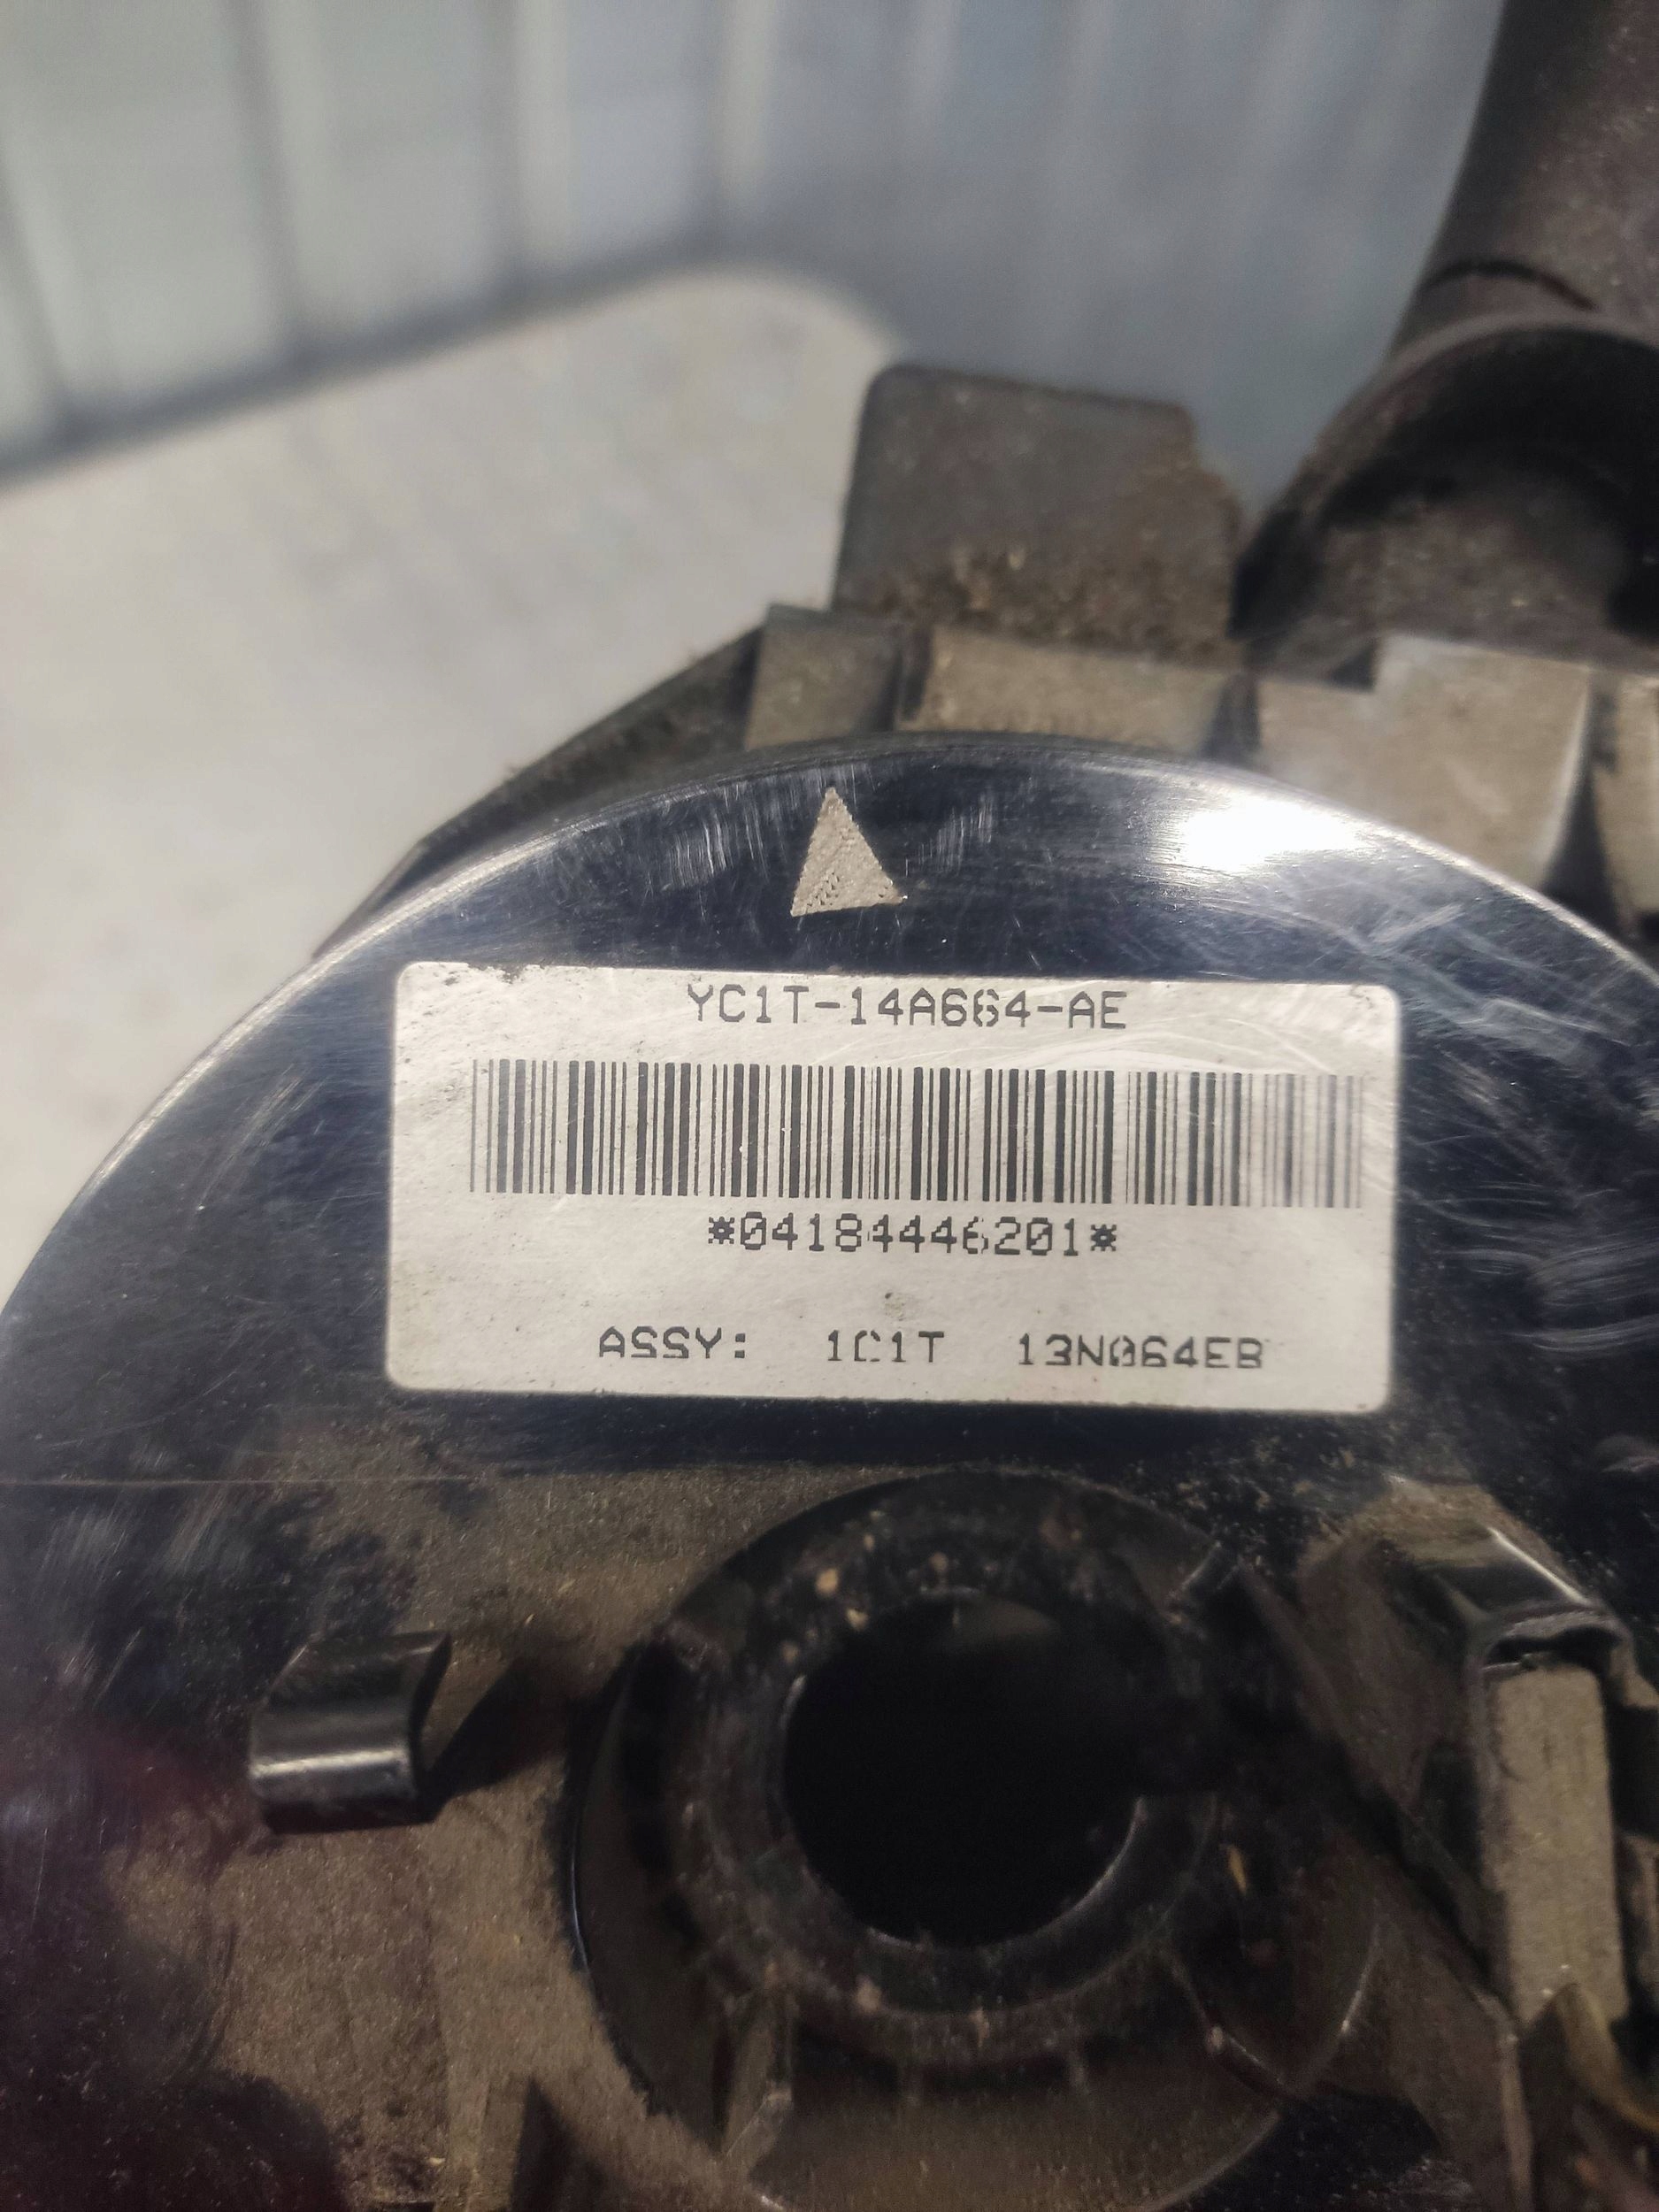 YC1T-14A664-AE
*04184446201*
ASSY: 1C1T 13N064EB